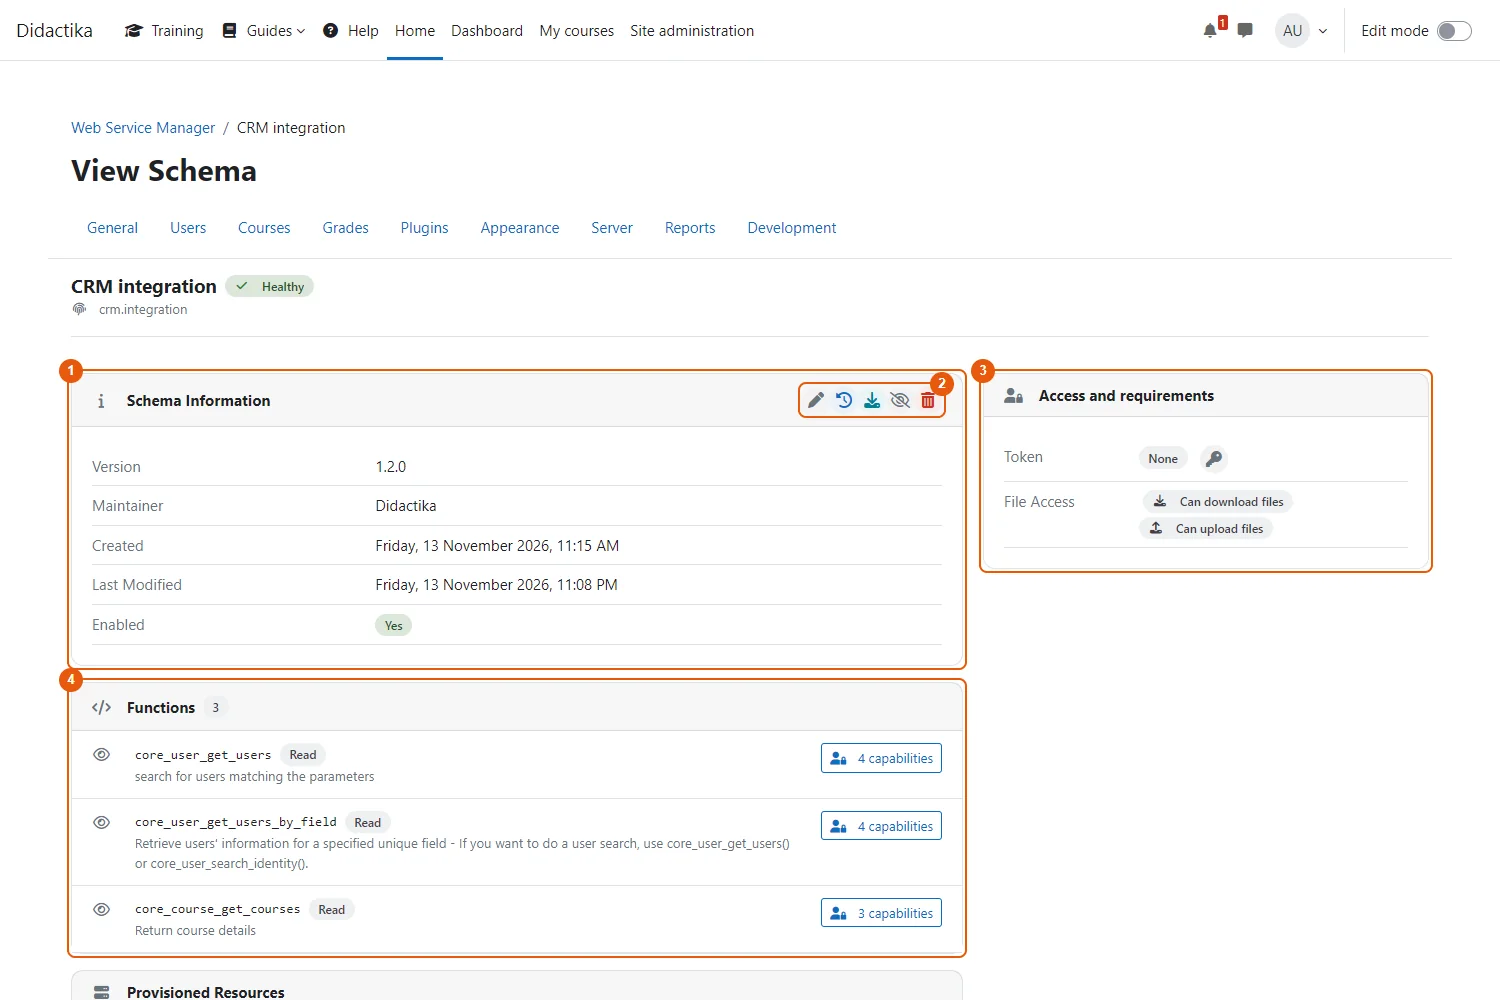 Didactika Training Guides Help Home Dashboard My courses Site administration 1 AU Edit mode
Web Service Manager / CRM integration
View Schema
General Users Courses Grades Plugins Appearance Server Reports Development
CRM integration Healthy
crm.integration
1
Schema Information
2
Version 1.2.0
Maintainer Didactika
Created Friday, 13 November 2026, 11:15 AM
Last Modified Friday, 13 November 2026, 11:08 PM
Enabled Yes
3
Access and requirements
Token None
File Access Can download files
Can upload files
4
Functions 3
core_user_get_users Read 4 capabilities
search for users matching the parameters
core_user_get_users_by_field Read 4 capabilities
Retrieve users' information for a specified unique field - If you want to do a user search, use core_user_get_users()
or core_user_search_identity().
core_course_get_courses Read 3 capabilities
Return course details
Provisioned Resources